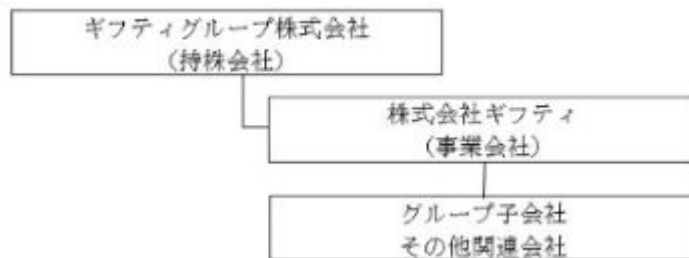 ギフティグループ株式会社
(持株会社)
株式会社ギフティ
(事業会社)
グループ子会社
その他関連会社